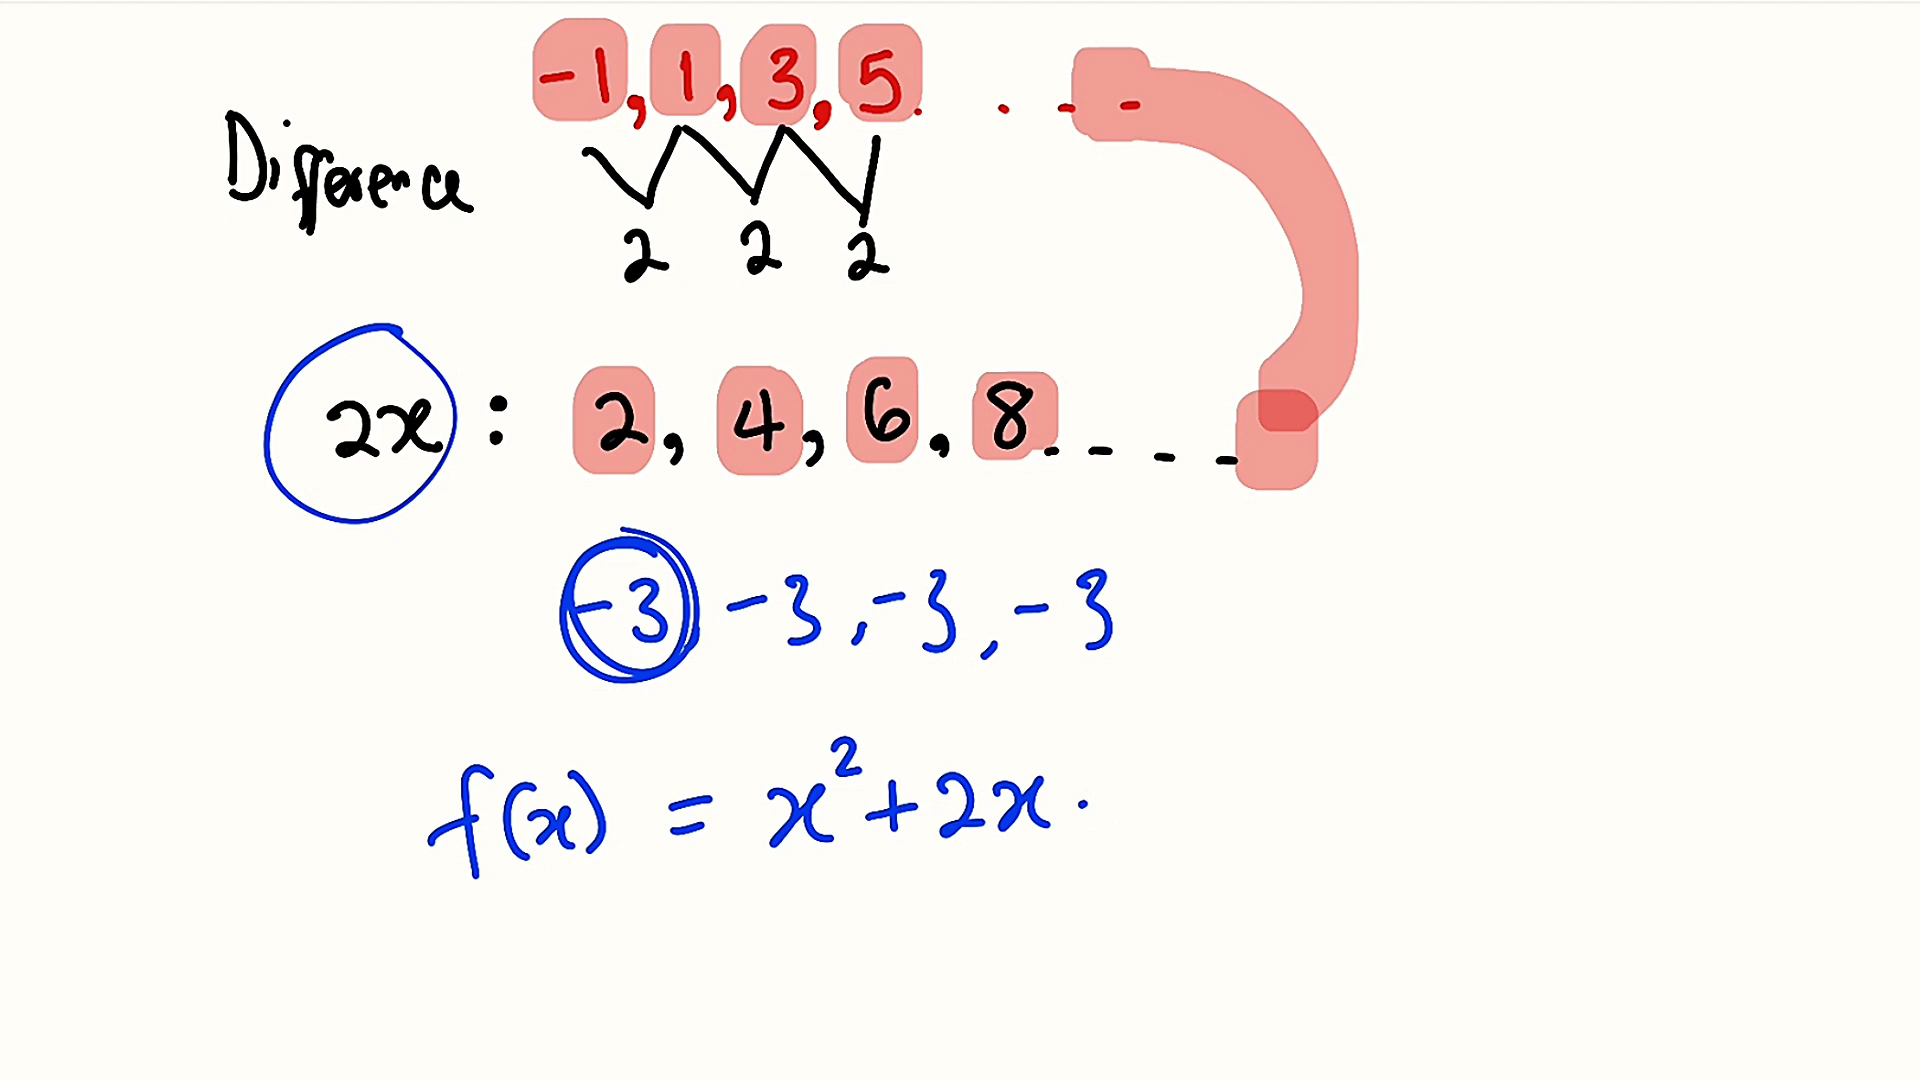 -1, 1, 3, 5. . - -
Difference
2 2 2
2x : 2, 4, 6, 8 - - - -
-3 -3, -3, -3
f(x) = x² + 2x .